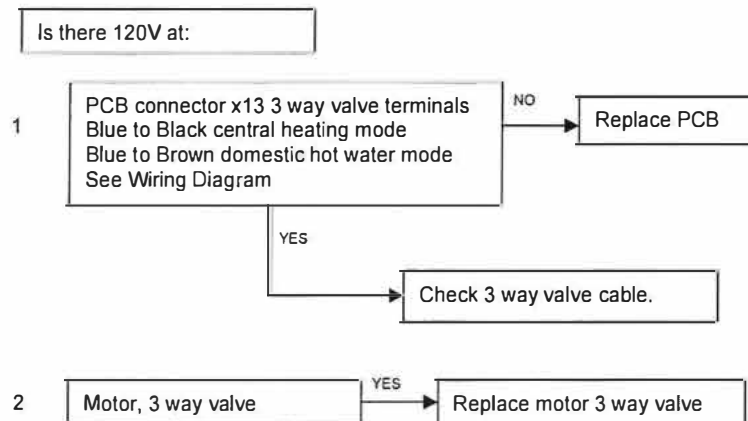 Is there 120V at:
1
PCB connector x13 3 way valve terminals
Blue to Black central heating mode
Blue to Brown domestic hot water mode
See Wiring Diagram
NO
Replace PCB
YES
Check 3 way valve cable.
2
Motor, 3 way valve
YES
Replace motor 3 way valve